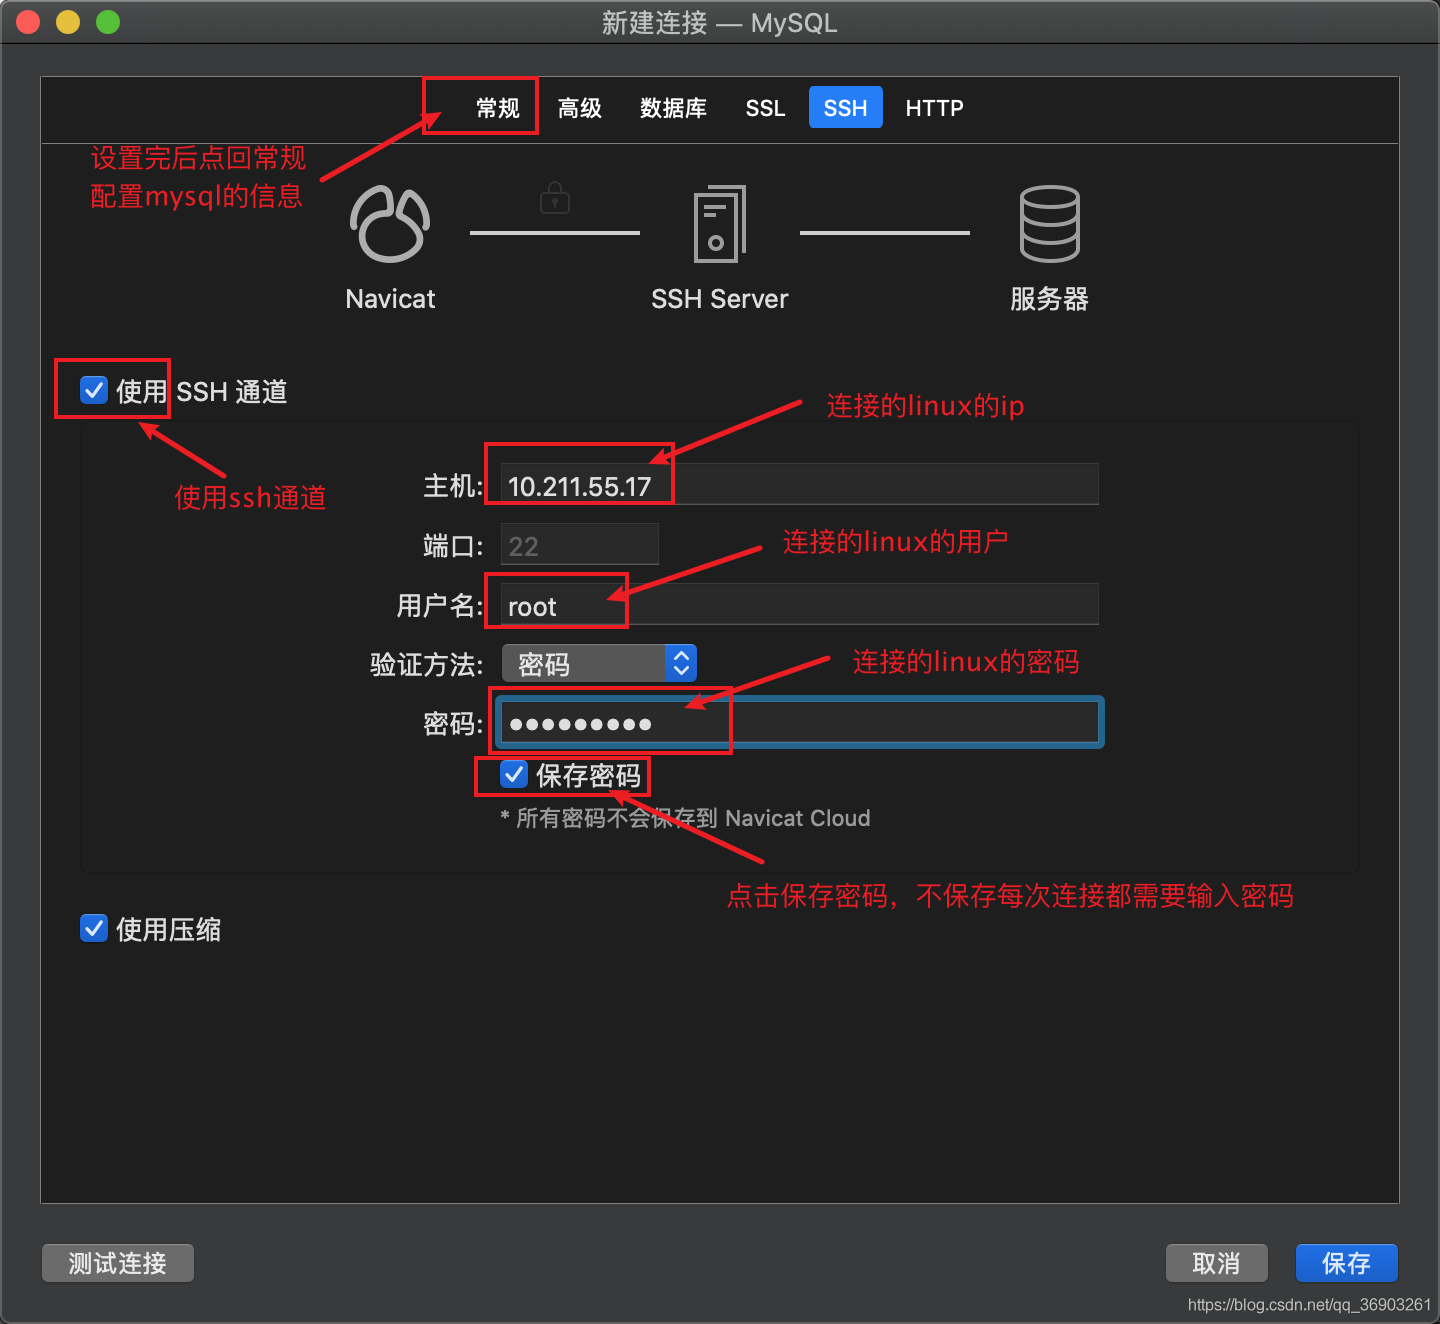 新建连接 — MySQL
常规 高级 数据库 SSL SSH HTTP
设置完后点回常规
配置mysql的信息
Navicat SSH Server 服务器
使用 SSH 通道
连接的linux的ip
使用ssh通道
主机: 10.211.55.17
连接的linux的用户
端口: 22
用户名: root
连接的linux的密码
验证方法: 密码
密码: ●●●●●●●●●
保存密码
* 所有密码不会保存到 Navicat Cloud
点击保存密码，不保存每次连接都需要输入密码
使用压缩
测试连接 取消 保存
https://blog.csdn.net/qq_36903261